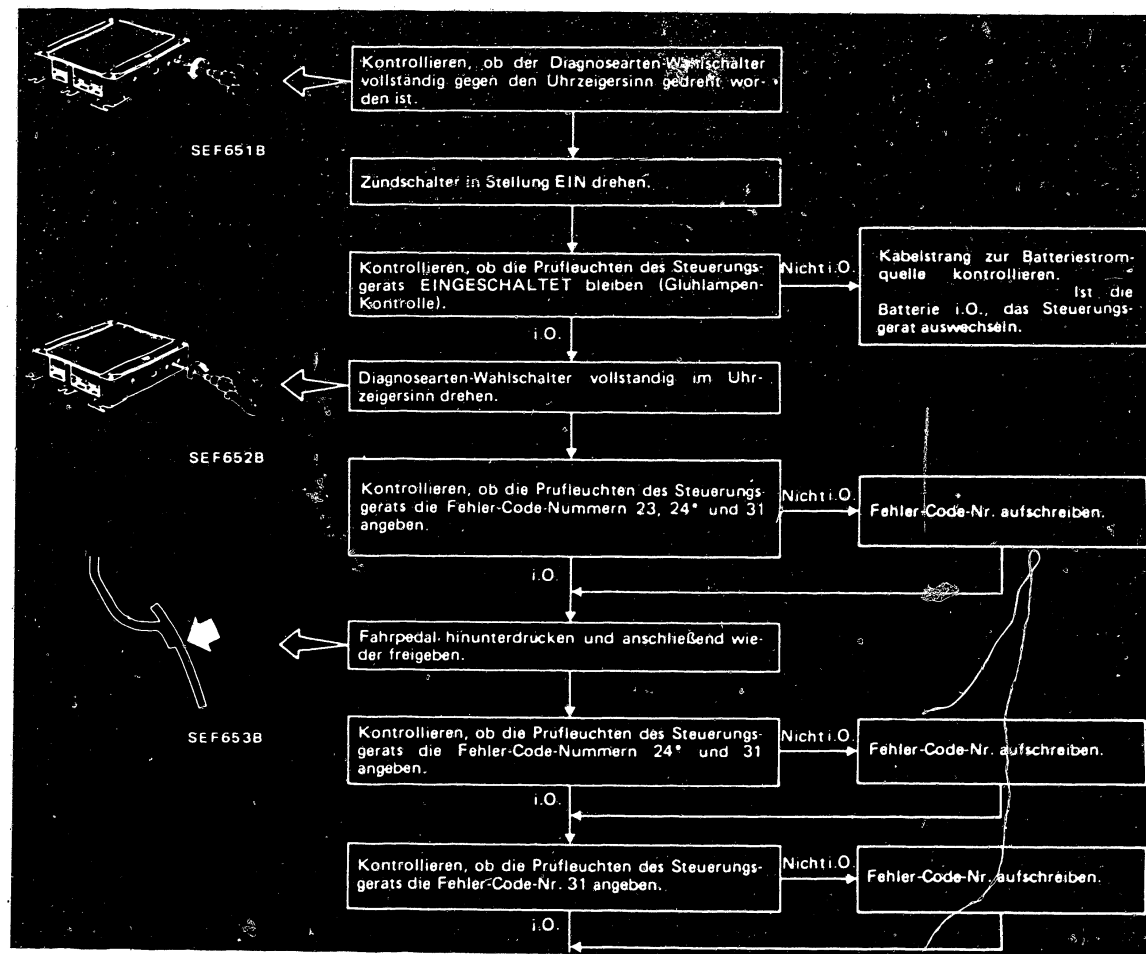 Kontrollieren, ob der Diagnosearten-Wahlschalter
vollständig gegen den Uhrzeigersinn gedreht wor-
den ist.
SEF651B
Zündschalter in Stellung EIN drehen.
Kontrollieren, ob die Prüfleuchten des Steuerungs-
geräts EINGESCHALTET bleiben (Gluhlampen-
Kontrolle).
Nicht i.O.
Kabelstrang zur Batteriestrom-
quelle kontrollieren.
Ist die
Batterie i.O., das Steuerungs-
gerat auswechseln.
i.O.
Diagnosearten-Wahlschalter vollstandig im Uhr-
zeigersinn drehen.
SEF652B
Kontrollieren, ob die Prufleuchten des Steuerungs-
gerats die Fehler-Code-Nummern 23, 24* und 31
angeben.
Nicht i.O.
Fehler-Code-Nr. aufschreiben.
i.O.
Fahrpedal hinunterdrücken und anschließend wie-
der freigeben.
SEF653B
Kontrollieren, ob die Prüfleuchten des Steuerungs-
gerats die Fehler-Code-Nummern 24* und 31
angeben.
Nicht i.O.
Fehler-Code-Nr. aufschreiben.
i.O.
Kontrollieren, ob die Prüfleuchten des Steuerungs-
gerats die Fehler-Code-Nr. 31 angeben.
Nicht i.O.
Fehler-Code-Nr. aufschreiben.
i.O.